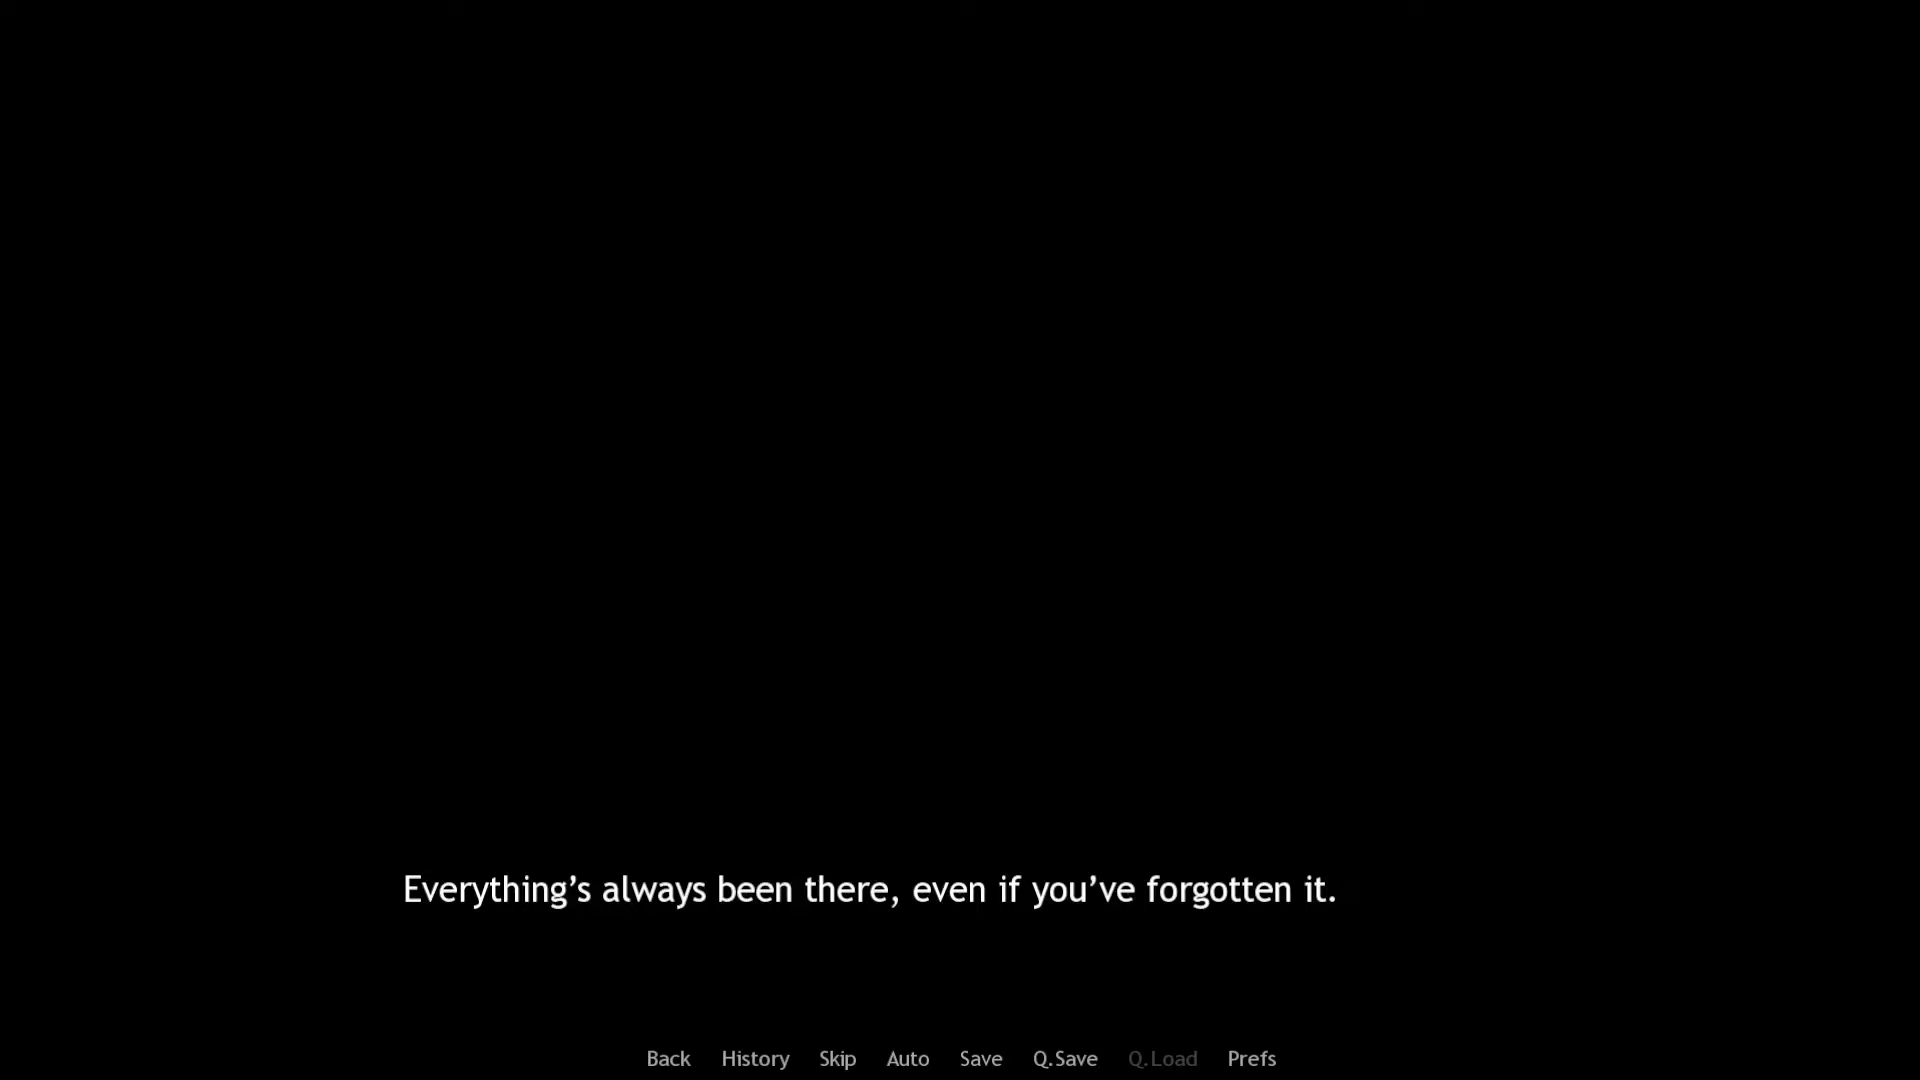 Everything’s always been there, even if you’ve forgotten it.
Back History Skip Auto Save Q.Save Q.Load Prefs